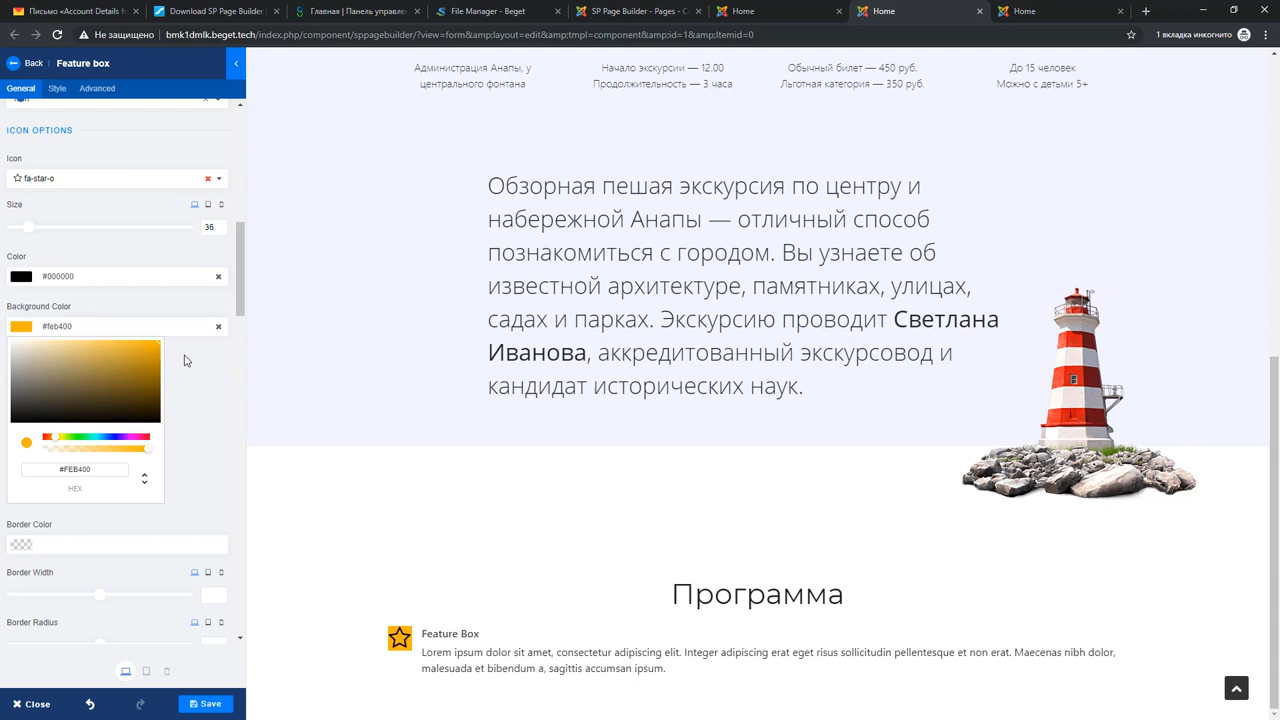 Письмо «Aweant: To
Download SP Page Builder
Главная | Панель управле
File Manager - Beget
SP Page Builder - Pages - C
Home
Home
Home
Не защищено
bmk1dmlk.beget.tech/index.php/component/sppagebuilder/?view=form&amp;layout=edit&amp;tmpl=component&amp;id=1&amp;Itemid=0
1 вкладка инкогнито
Back
Feature box
General
Style
Advanced
ICON OPTIONS
Icon
fa-star-o
Size
36
Color
#000000
Background Color
#feb400
#FEB400
HEX
Border Color
Border Width
Border Radius
Close
Save
Администрация Анапы, у
центрального фонтана
Начало экскурсии — 12.00
Продолжительность — 3 часа
Обычный билет — 450 руб.
Льготная категория — 350 руб.
До 15 человек
Можно с детьми 5+
Обзорная пешая экскурсия по центру и
набережной Анапы — отличный способ
познакомиться с городом. Вы узнаете об
известной архитектуре, памятниках, улицах,
садах и парках. Экскурсию проводит Светлана
Иванова, аккредитованный экскурсовод и
кандидат исторических наук.
Программа
Feature Box
Lorem ipsum dolor sit amet, consectetur adipiscing elit. Integer adipiscing erat eget risus sollicitudin pellentesque et non erat. Maecenas nibh dolor,
malesuada et bibendum a, sagittis accumsan ipsum.